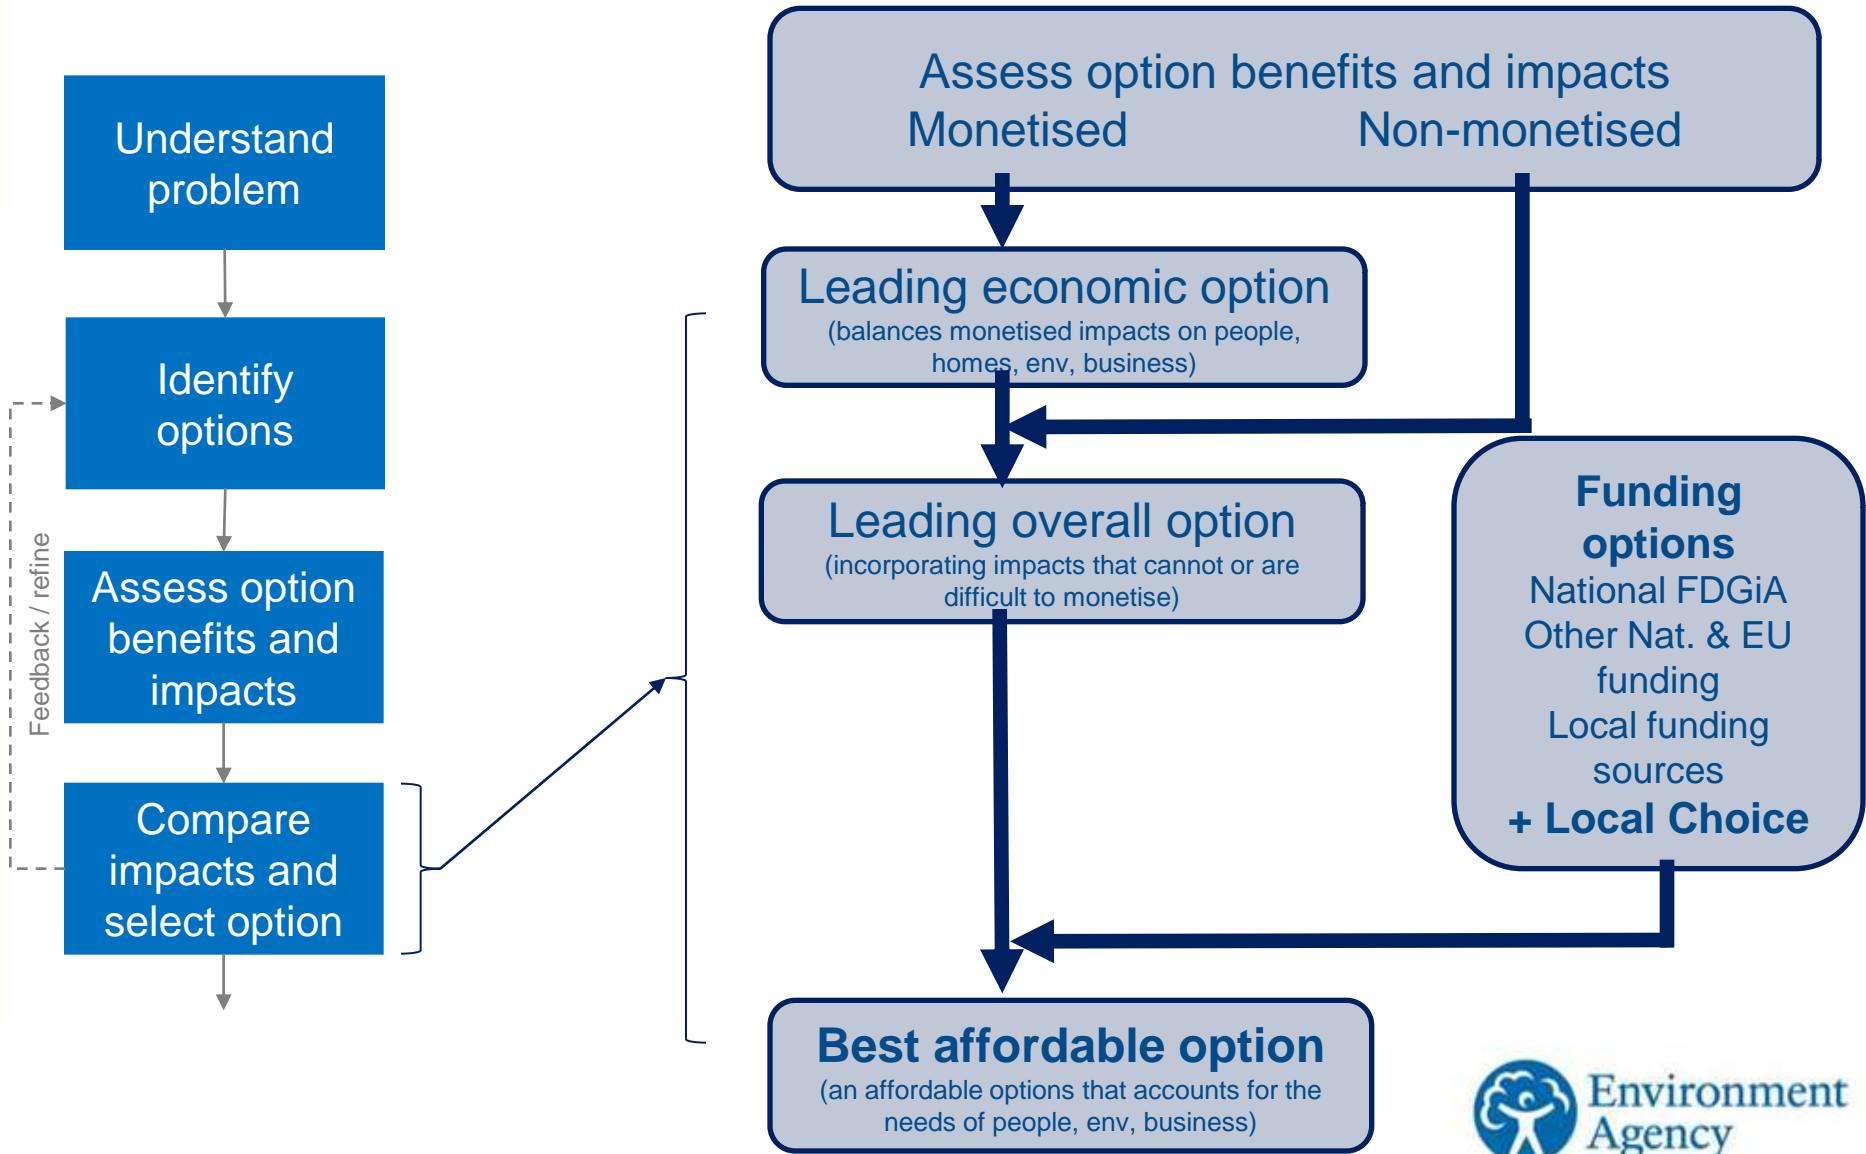 Understand
problem
Identify
options
Assess option
benefits and
impacts
Compare
impacts and
select option
Feedback / refine
Assess option benefits and impacts
Monetised Non-monetised
Leading economic option
(balances monetised impacts on people,
homes, env, business)
Leading overall option
(incorporating impacts that cannot or are
difficult to monetise)
Funding
options
National FDGiA
Other Nat. & EU
funding
Local funding
sources
+ Local Choice
Best affordable option
(an affordable options that accounts for the
needs of people, env, business)
Environment
Agency